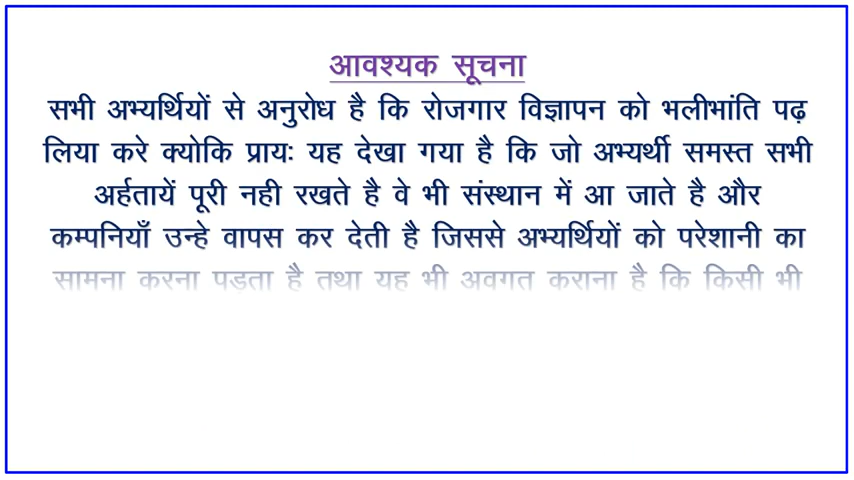 आवश्यक सूचना
सभी अभ्यर्थियों से अनुरोध है कि रोजगार विज्ञापन को भलीभांति पढ़
लिया करे क्योकि प्रायः यह देखा गया है कि जो अभ्यर्थी समस्त सभी
अर्हतायें पूरी नही रखते है वे भी संस्थान में आ जाते है और
कम्पनियाँ उन्हे वापस कर देती है जिससे अभ्यर्थियों को परेशानी का
सामना करना पड़ता है तथा यह भी अवगत कराना है कि किसी भी